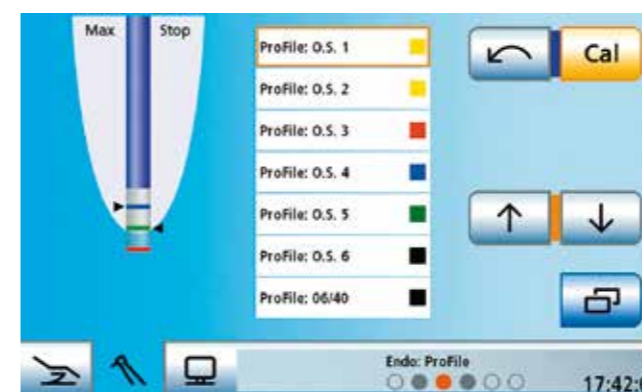 Max Stop
ProFile: O.S. 1
ProFile: O.S. 2
ProFile: O.S. 3
ProFile: O.S. 4
ProFile: O.S. 5
ProFile: O.S. 6
ProFile: 06/40
Cal
Endo: ProFile
17:42: